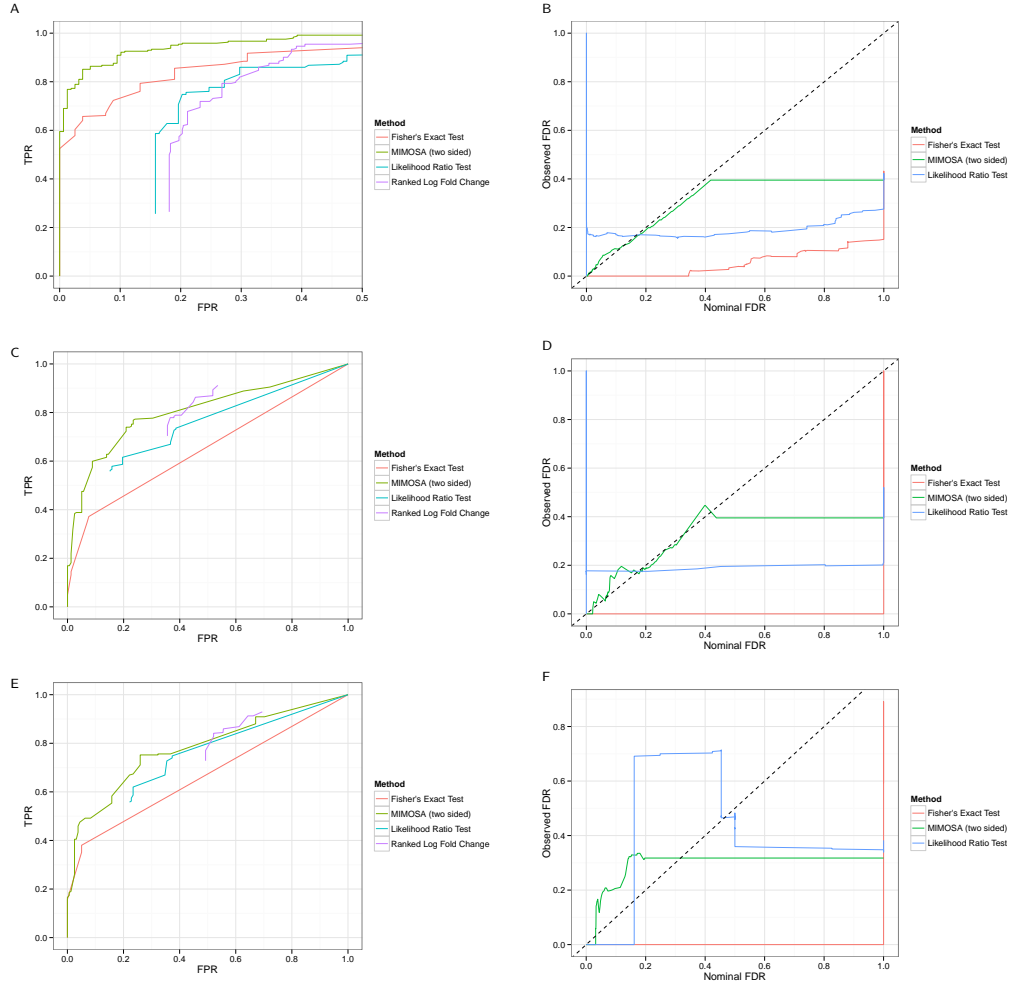 A
1.0
0.8
0.6
0.4
0.2
0.0
TPR
0.0 0.1 0.2 0.3 0.4 0.5
FPR
Method
Fisher's Exact Test
MIMOSA (two sided)
Likelihood Ratio Test
Ranked Log Fold Change
B
1.0
0.8
0.6
0.4
0.2
0.0
Observed FDR
0.0 0.2 0.4 0.6 0.8 1.0
Nominal FDR
Method
Fisher's Exact Test
MIMOSA (two sided)
Likelihood Ratio Test
C
1.0
0.8
0.6
0.4
0.2
0.0
TPR
0.0 0.2 0.4 0.6 0.8 1.0
FPR
Method
Fisher's Exact Test
MIMOSA (two sided)
Likelihood Ratio Test
Ranked Log Fold Change
D
1.0
0.8
0.6
0.4
0.2
0.0
Observed FDR
0.0 0.2 0.4 0.6 0.8 1.0
Nominal FDR
Method
Fisher's Exact Test
MIMOSA (two sided)
Likelihood Ratio Test
E
1.0
0.8
0.6
0.4
0.2
0.0
TPR
0.0 0.2 0.4 0.6 0.8 1.0
FPR
Method
Fisher's Exact Test
MIMOSA (two sided)
Likelihood Ratio Test
Ranked Log Fold Change
F
0.8
0.6
0.4
0.2
0.0
Observed FDR
0.0 0.2 0.4 0.6 0.8 1.0
Nominal FDR
Method
Fisher's Exact Test
MIMOSA (two sided)
Likelihood Ratio Test